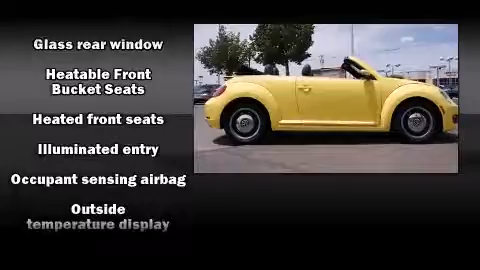 Glass rear window
Heatable Front
Bucket Seats
Heated front seats
Illuminated entry
Occupant sensing airbag
Outside
temperature display